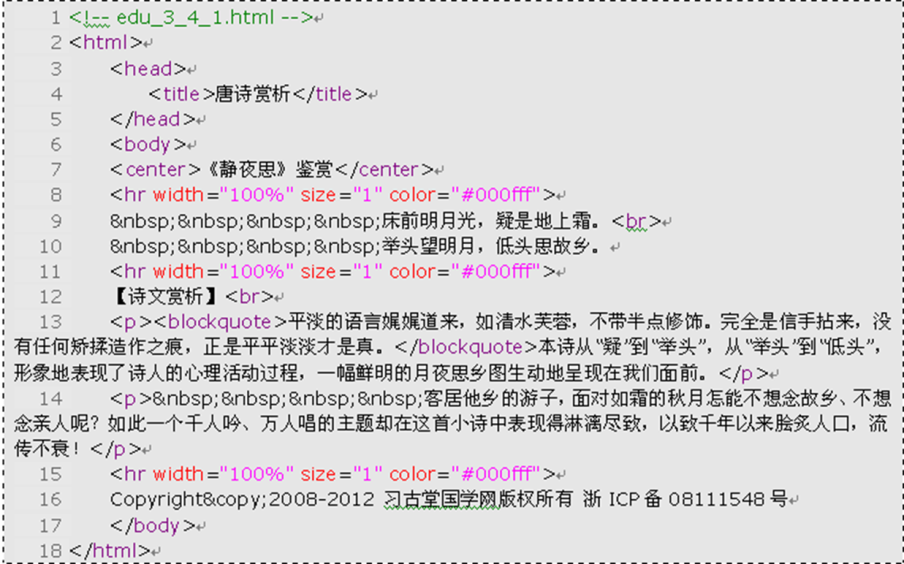 1 <!-- edu_3_4_1.html -->
2 <html>
3 <head>
4 <title>唐诗赏析</title>
5 </head>
6 <body>
7 <center>《静夜思》鉴赏</center>
8 <hr width="100%" size="1" color="#000fff">
9 &nbsp;&nbsp;&nbsp;&nbsp;床前明月光，疑是地上霜。<br>
10 &nbsp;&nbsp;&nbsp;&nbsp;举头望明月，低头思故乡。
11 <hr width="100%" size="1" color="#000fff">
12 【诗文赏析】<br>
13 <p><blockquote>平淡的语言娓娓道来，如清水芙蓉，不带半点修饰。完全是信手拈来，没
有任何矫揉造作之痕，正是平平淡淡才是真。</blockquote>本诗从“疑”到“举头”，从“举头”到“低头”，
形象地表现了诗人的心理活动过程，一幅鲜明的月夜思乡图生动地呈现在我们面前。</p>
14 <p>&nbsp;&nbsp;&nbsp;&nbsp;客居他乡的游子，面对如霜的秋月怎能不想念故乡、不想
念亲人呢？如此一个千人吟、万人唱的主题却在这首小诗中表现得淋漓尽致，以致千年以来脍炙人口，流
传不衰！</p>
15 <hr width="100%" size="1" color="#000fff">
16 Copyright&copy;2008-2012 习古堂国学网版权所有 浙 ICP 备 08111548 号
17 </body>
18 </html>